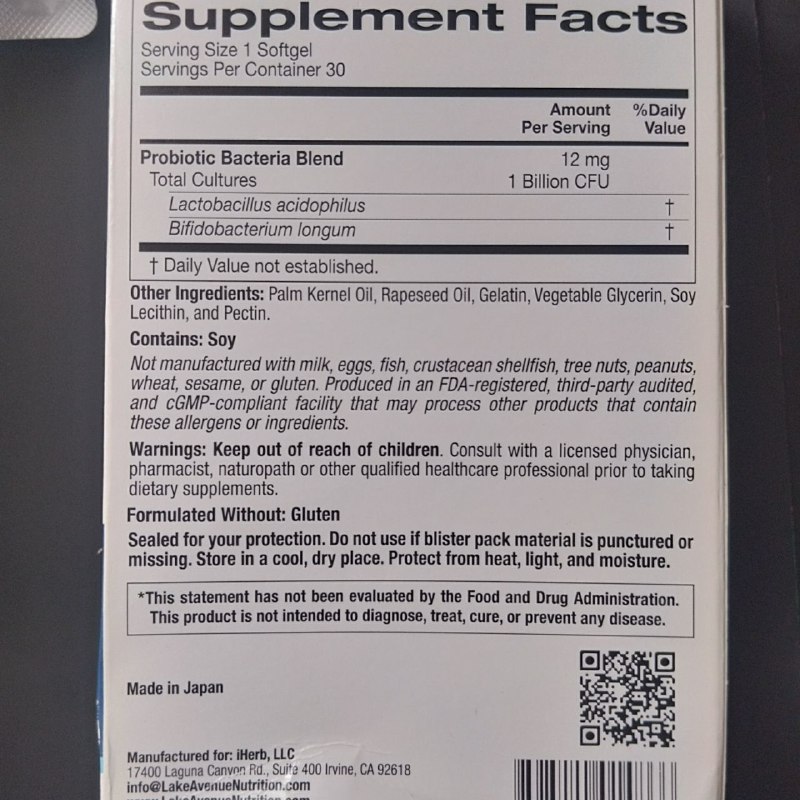 Supplement Facts
Serving Size 1 Softgel
Servings Per Container 30
Amount Per Serving
%Daily Value
Probiotic Bacteria Blend 12 mg
Total Cultures 1 Billion CFU
Lactobacillus acidophilus †
Bifidobacterium longum †
† Daily Value not established.
Other Ingredients: Palm Kernel Oil, Rapeseed Oil, Gelatin, Vegetable Glycerin, Soy
Lecithin, and Pectin.
Contains: Soy
Not manufactured with milk, eggs, fish, crustacean shellfish, tree nuts, peanuts,
wheat, sesame, or gluten. Produced in an FDA-registered, third-party audited,
and cGMP-compliant facility that may process other products that contain
these allergens or ingredients.
Warnings: Keep out of reach of children. Consult with a licensed physician,
pharmacist, naturopath or other qualified healthcare professional prior to taking
dietary supplements.
Formulated Without: Gluten
Sealed for your protection. Do not use if blister pack material is punctured or
missing. Store in a cool, dry place. Protect from heat, light, and moisture.
*This statement has not been evaluated by the Food and Drug Administration.
This product is not intended to diagnose, treat, cure, or prevent any disease.
Made in Japan
Manufactured for: iHerb, LLC
17400 Laguna Canyon Rd., Suite 400 Irvine, CA 92618
info@LakeAvenueNutrition.com
www.LakeAvenueNutrition.com